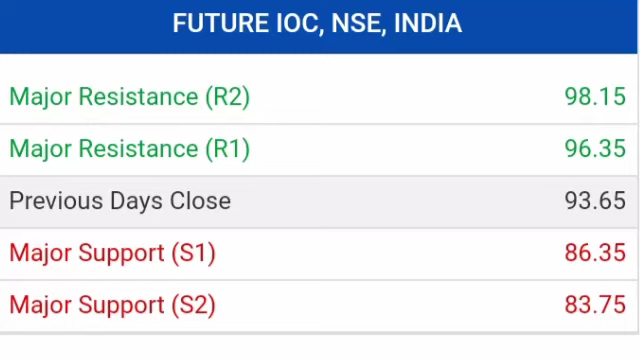 FUTURE IOC, NSE, INDIA
Major Resistance (R2) 98.15
Major Resistance (R1) 96.35
Previous Days Close 93.65
Major Support (S1) 86.35
Major Support (S2) 83.75